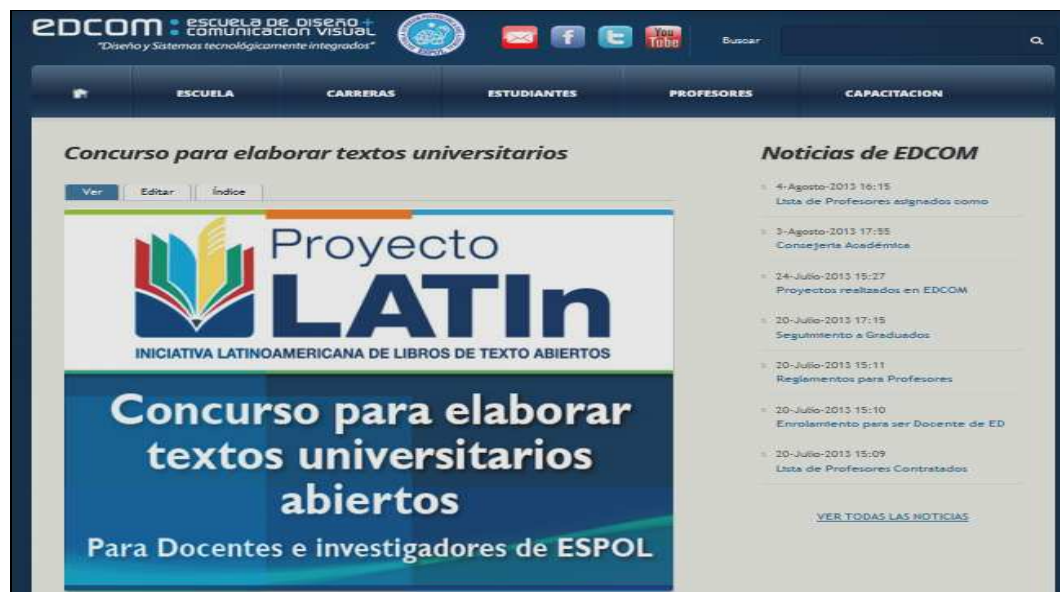 EDCOM: ESCUELA DE DISEÑO +
COMUNICACION VISUAL
"Diseño y Sistemas tecnológicamente integrados"
ESPOL
You
Tube
Buscar
ESCUELA
CARRERAS
ESTUDIANTES
PROFESORES
CAPACITACION
Concurso para elaborar textos universitarios
Ver
Editar
Índice
Proyecto
LATIn
INICIATIVA LATINOAMERICANA DE LIBROS DE TEXTO ABIERTOS
Concurso para elaborar
textos universitarios
abiertos
Para Docentes e investigadores de ESPOL
Noticias de EDCOM
4-Agosto-2013 16:15
Lista de Profesores asignados como
3-Agosto-2013 17:55
Consejería Académica
24-Julio-2013 15:27
Proyectos realizados en EDCOM
20-Julio-2013 17:15
Seguimiento a Graduados
20-Julio-2013 15:11
Reglamentos para Profesores
20-Julio-2013 15:10
Enrolamiento para ser Docente de ED
20-Julio-2013 15:09
Lista de Profesores Contratados
VER TODAS LAS NOTICIAS